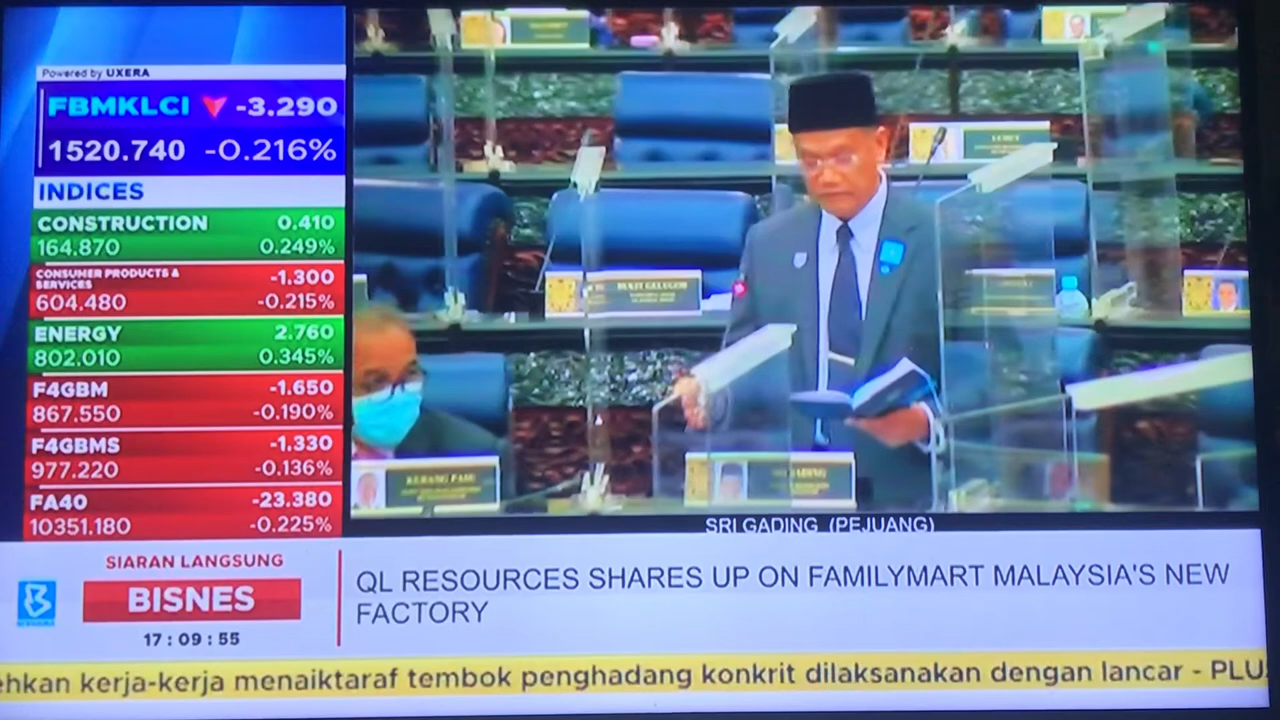 Powered by UXERA
FBMKLCI ▼ -3.290
1520.740 -0.216%
INDICES
CONSTRUCTION 0.410
164.870 0.249%
CONSUMER PRODUCTS & SERVICES -1.300
604.480 -0.215%
ENERGY 2.760
802.010 0.345%
F4GBM -1.650
867.550 -0.190%
F4GBMS -1.330
977.220 -0.136%
FA40 -23.380
10351.180 -0.225%
BUKIT GELUGOR
GADING
SRI GADING (PEJUANG)
SIARAN LANGSUNG
BISNES
17:09:55
QL RESOURCES SHARES UP ON FAMILYMART MALAYSIA'S NEW
FACTORY
ehkan kerja-kerja menaiktaraf tembok penghadang konkrit dilaksanakan dengan lancar - PLU